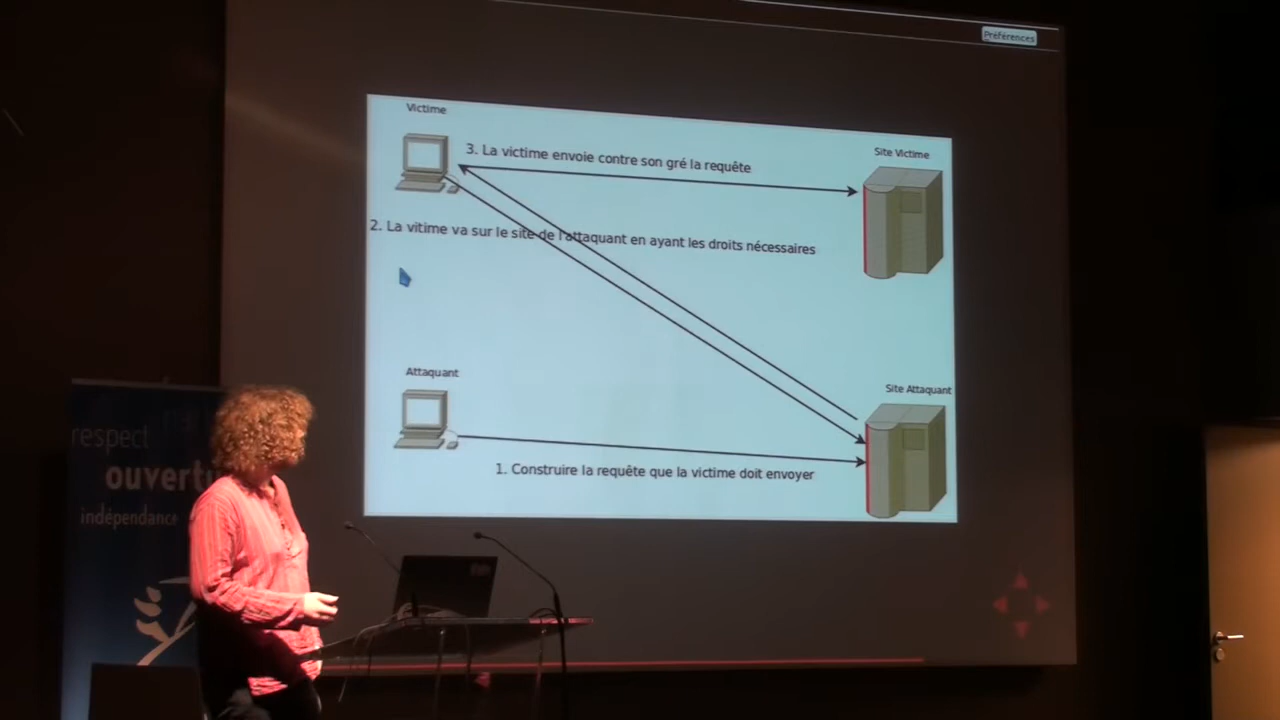 Préférences
Victime
3. La victime envoie contre son gré la requête
Site Victime
2. La vitime va sur le site de l'attaquant en ayant les droits nécessaires
Attaquant
Site Attaquant
1. Construire la requête que la victime doit envoyer
respect
indépendance